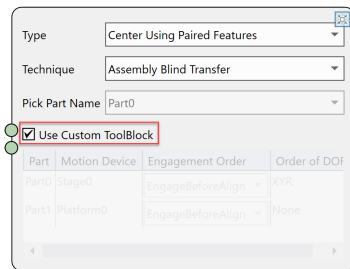 Type Center Using Paired Features
Technique Assembly Blind Transfer
Pick Part Name Part0
Use Custom ToolBlock
Part Motion Device Engagement Order Order of DOF
Part0 Stage0 EngageBeforeAlign XYR
Part1 Platform0 EngageBeforeAlign None